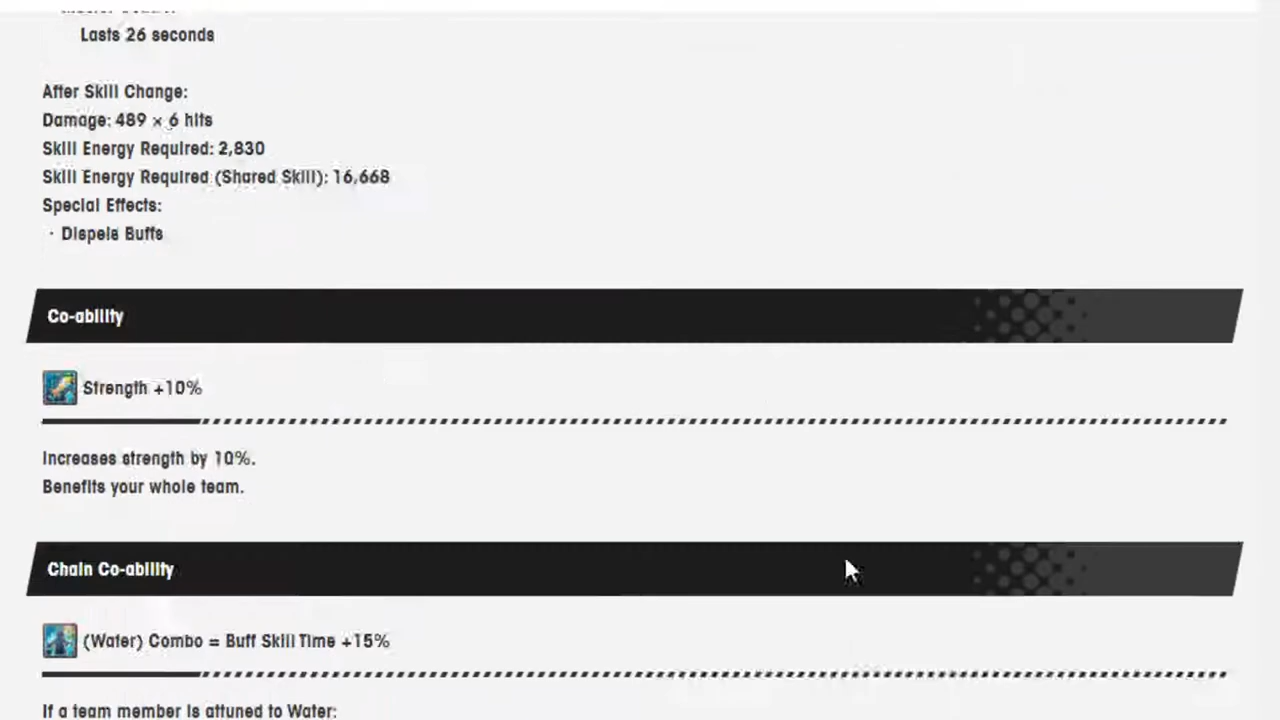 Lasts 26 seconds
After Skill Change:
Damage: 489 × 6 hits
Skill Energy Required: 2,830
Skill Energy Required (Shared Skill): 16,668
Special Effects:
· Dispels Buffs
Co-ability
Strength +10%
Increases strength by 10%.
Benefits your whole team.
Chain Co-ability
(Water) Combo = Buff Skill Time +15%
If a team member is attuned to Water: